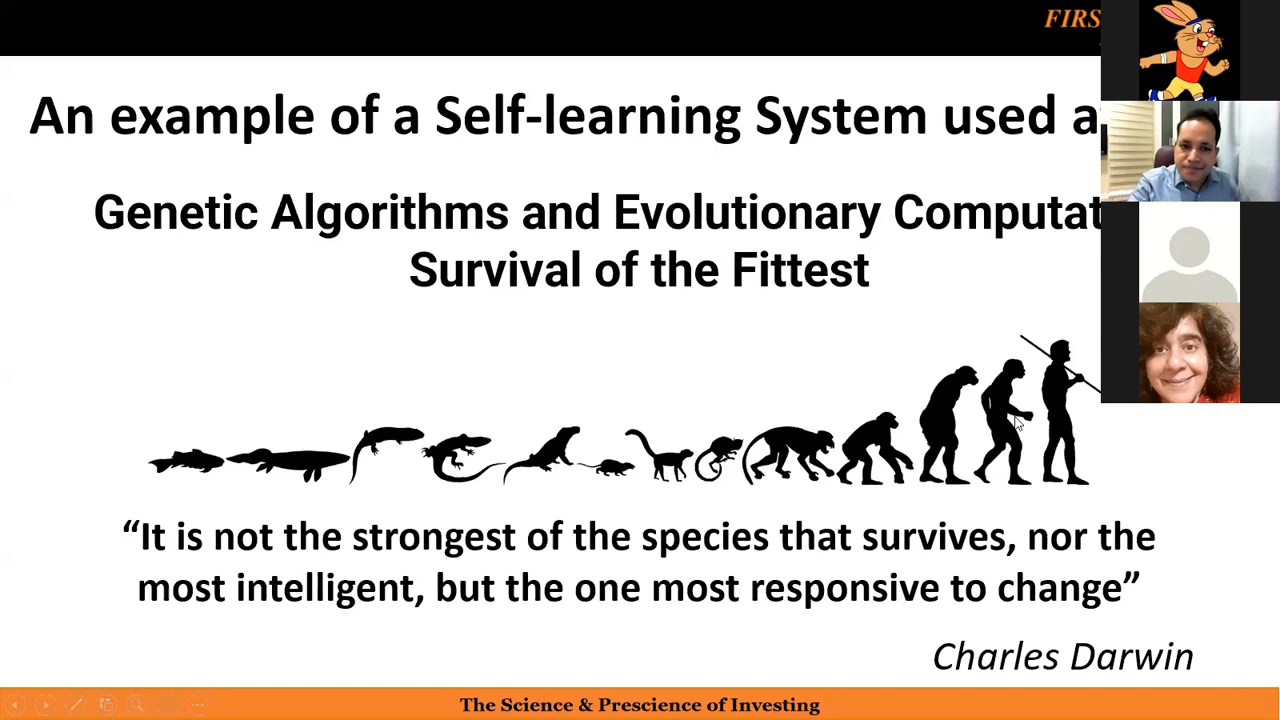 FIRS
An example of a Self-learning System used a
Genetic Algorithms and Evolutionary Computat
Survival of the Fittest
“It is not the strongest of the species that survives, nor the
most intelligent, but the one most responsive to change”
Charles Darwin
The Science & Prescience of Investing